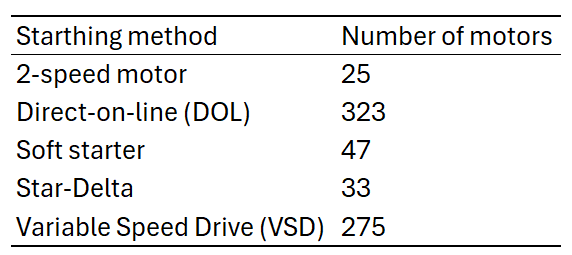 Starthing method Number of motors
2-speed motor 25
Direct-on-line (DOL) 323
Soft starter 47
Star-Delta 33
Variable Speed Drive (VSD) 275